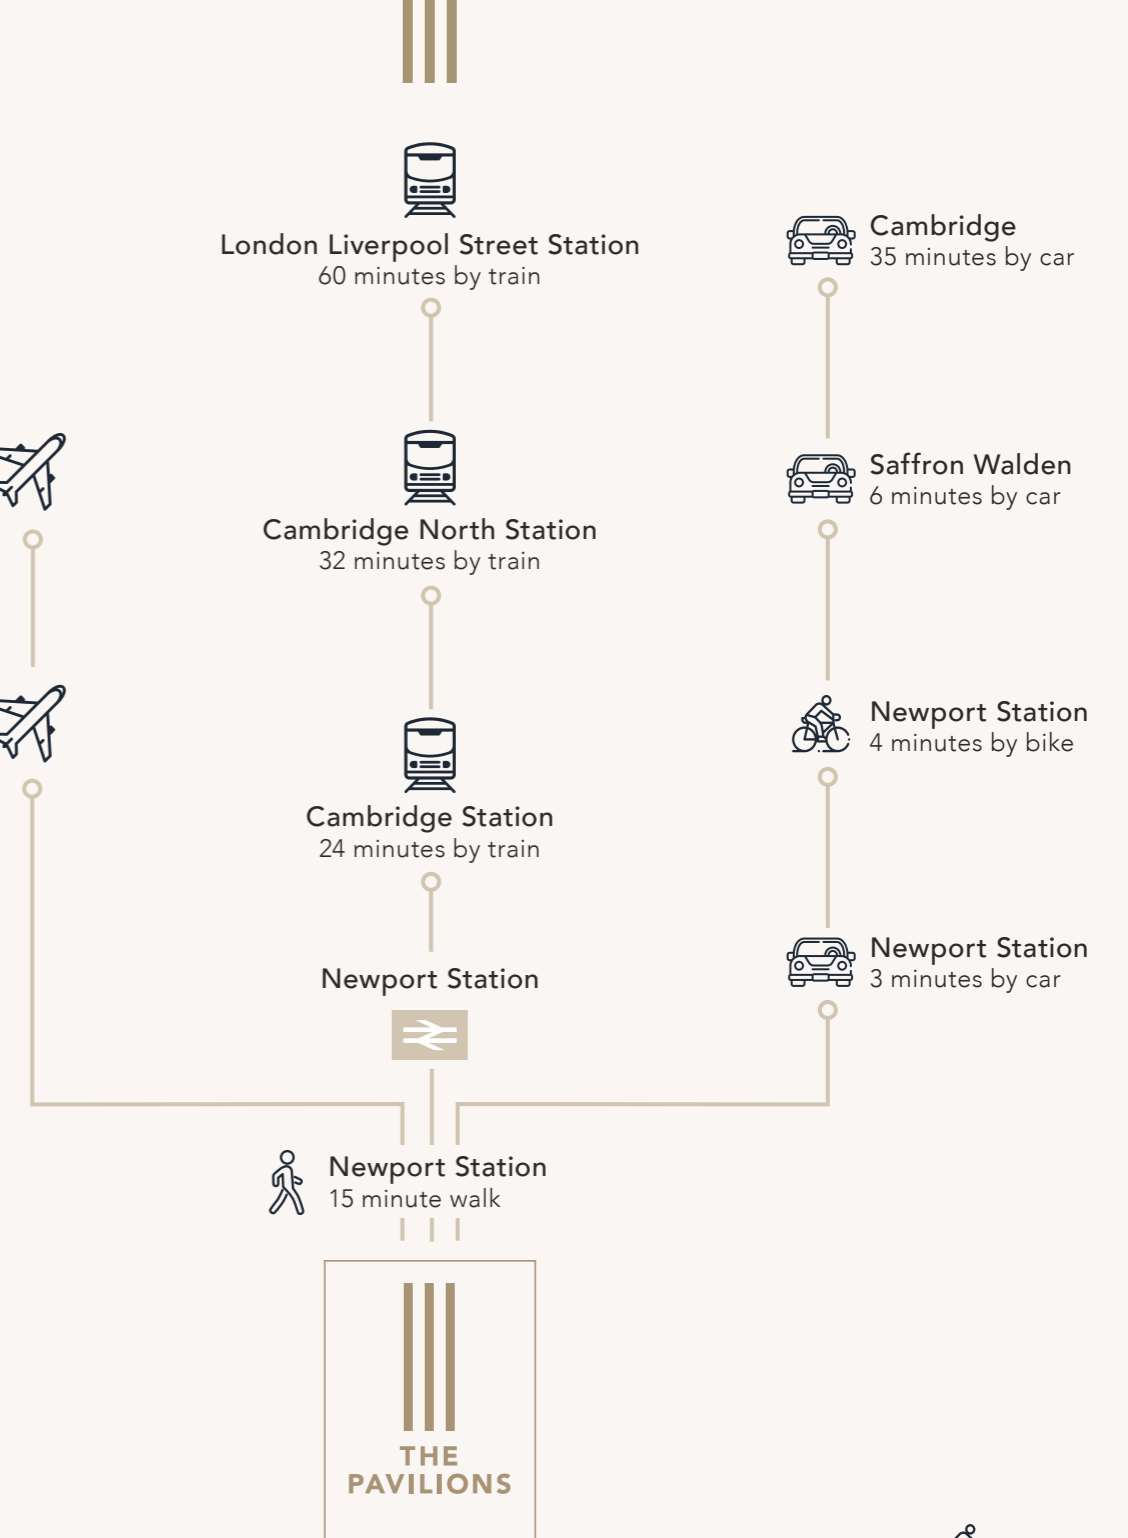 London Liverpool Street Station
60 minutes by train
Cambridge North Station
32 minutes by train
Cambridge Station
24 minutes by train
Newport Station
Cambridge
35 minutes by car
Saffron Walden
6 minutes by car
Newport Station
4 minutes by bike
Newport Station
3 minutes by car
Newport Station
15 minute walk
THE
PAVILIONS